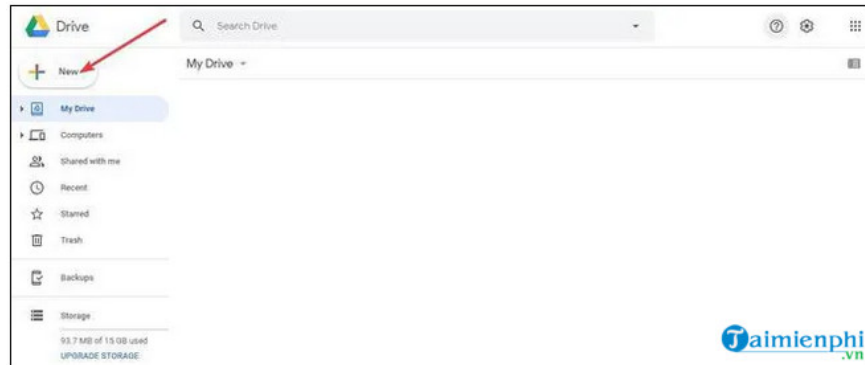 Drive
Search Drive
New
My Drive
My Drive
Computers
Shared with me
Recent
Starred
Trash
Backups
Storage
93.7 MB of 15 GB used
UPGRADE STORAGE
Taimienphi
.vn